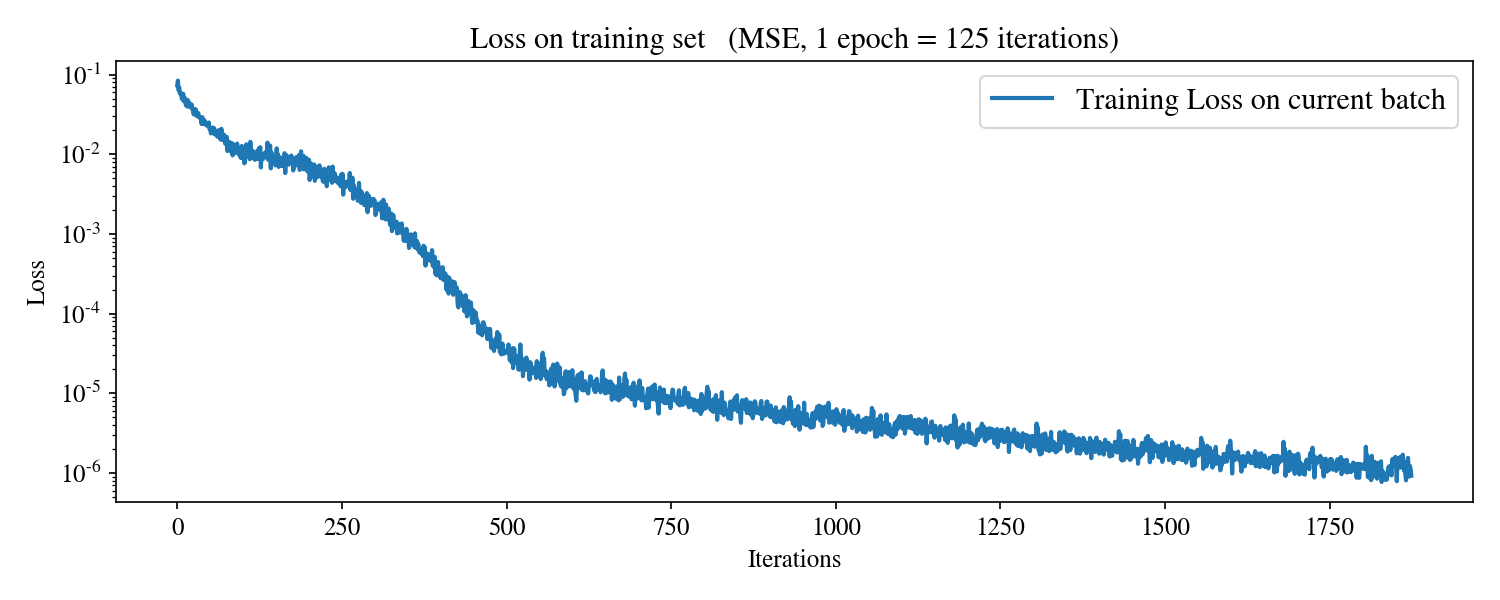 Loss on training set   (MSE, 1 epoch = 125 iterations)
Training Loss on current batch
Loss
10^-1
10^-2
10^-3
10^-4
10^-5
10^-6
0 250 500 750 1000 1250 1500 1750
Iterations